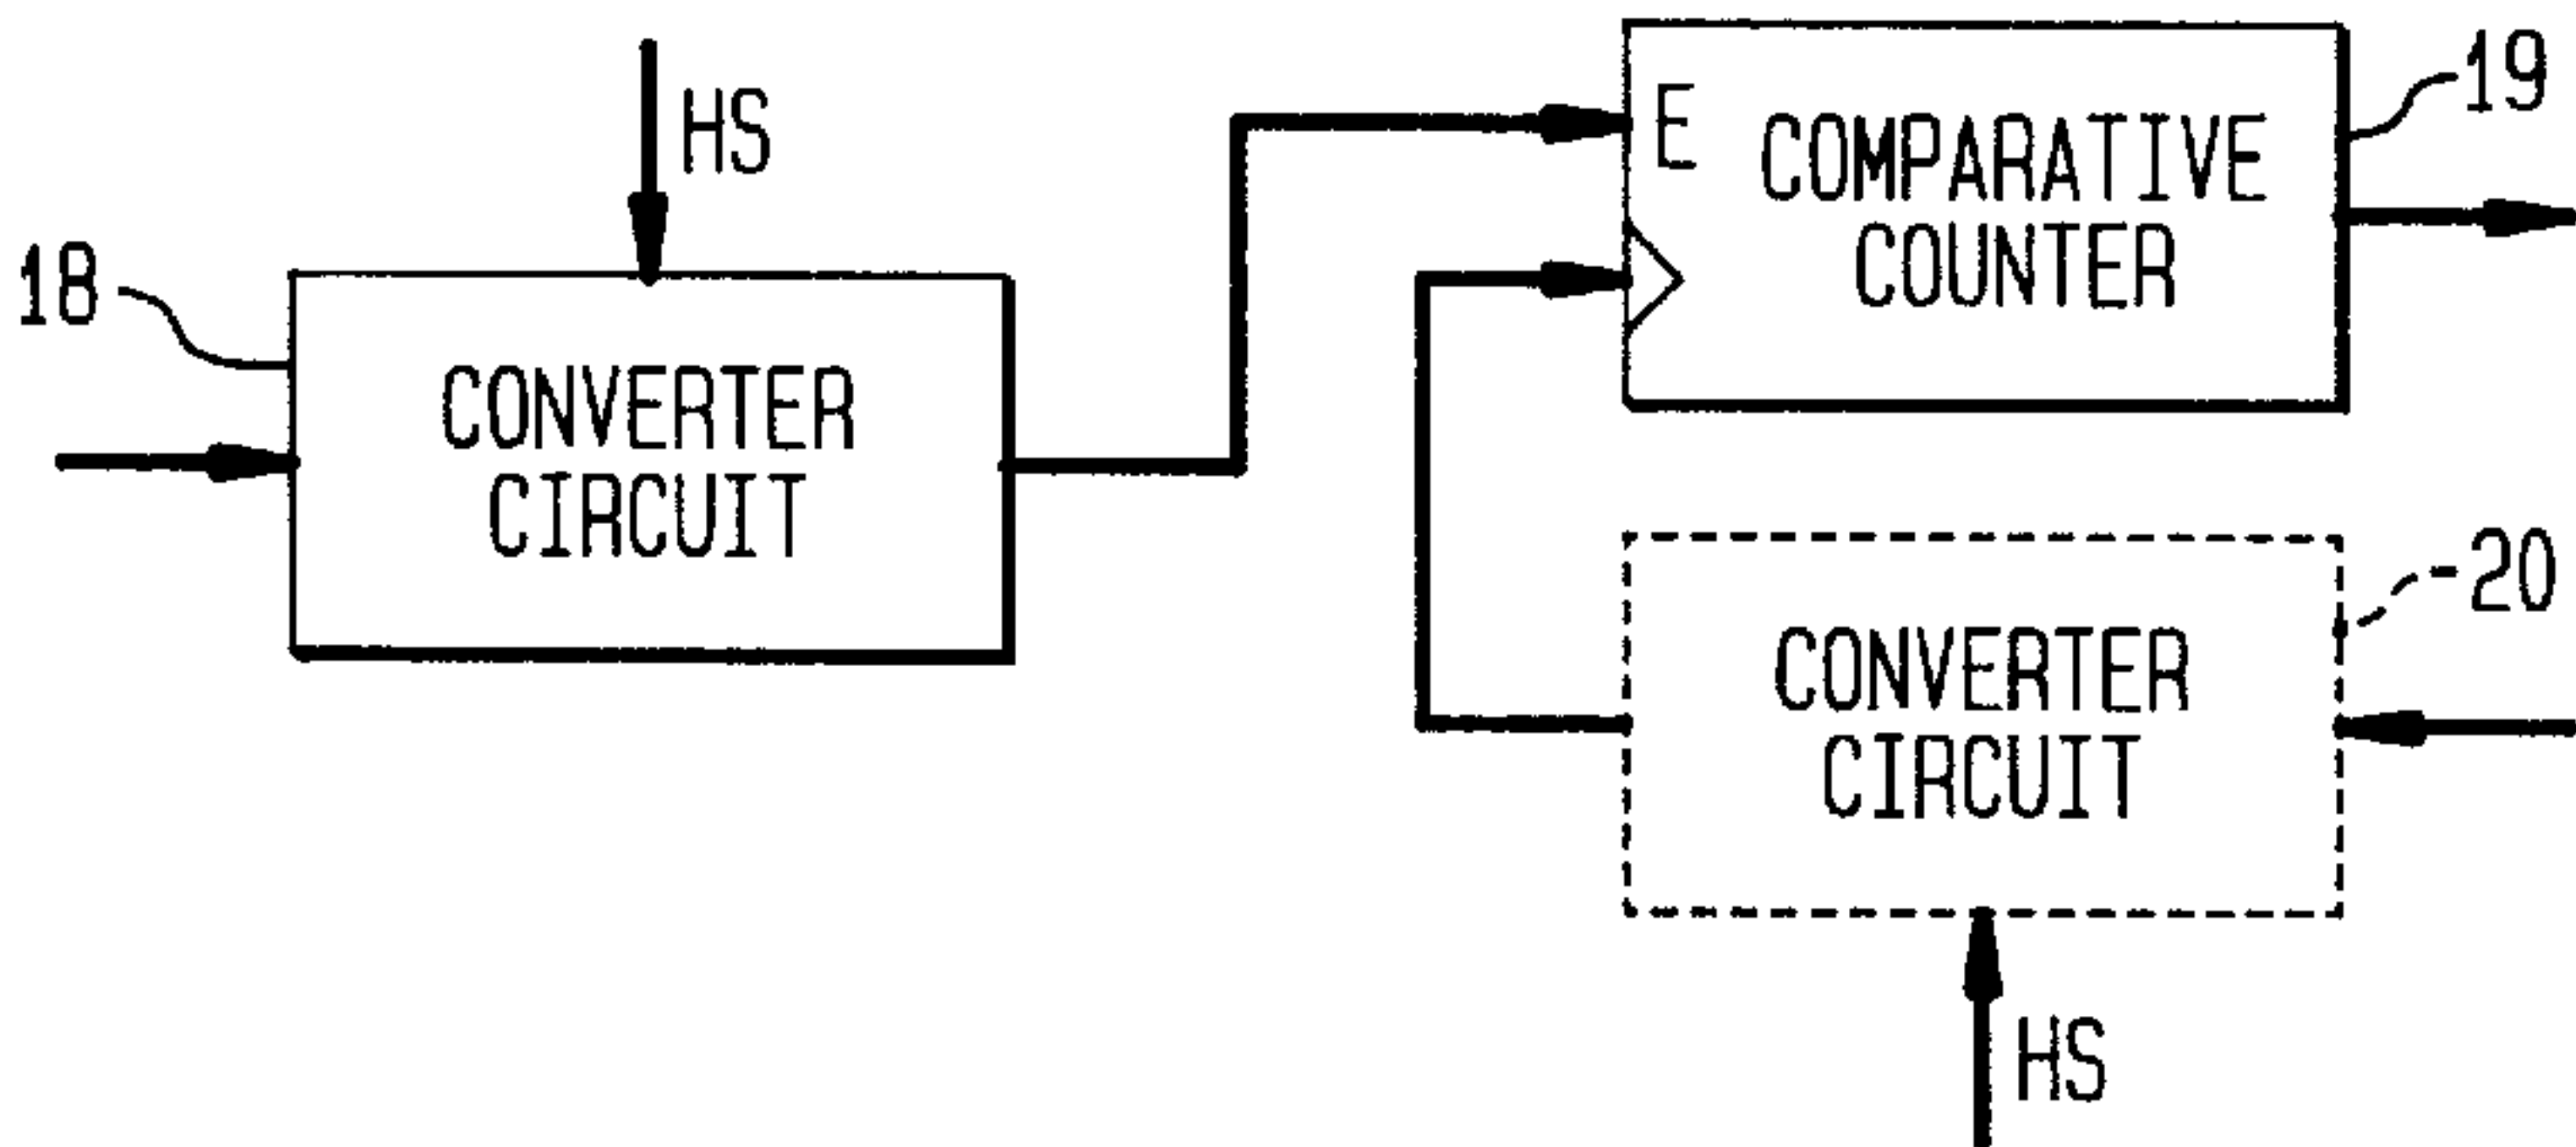 HS
18
CONVERTER
CIRCUIT
E
COMPARATIVE
COUNTER
19
CONVERTER
CIRCUIT
20
HS